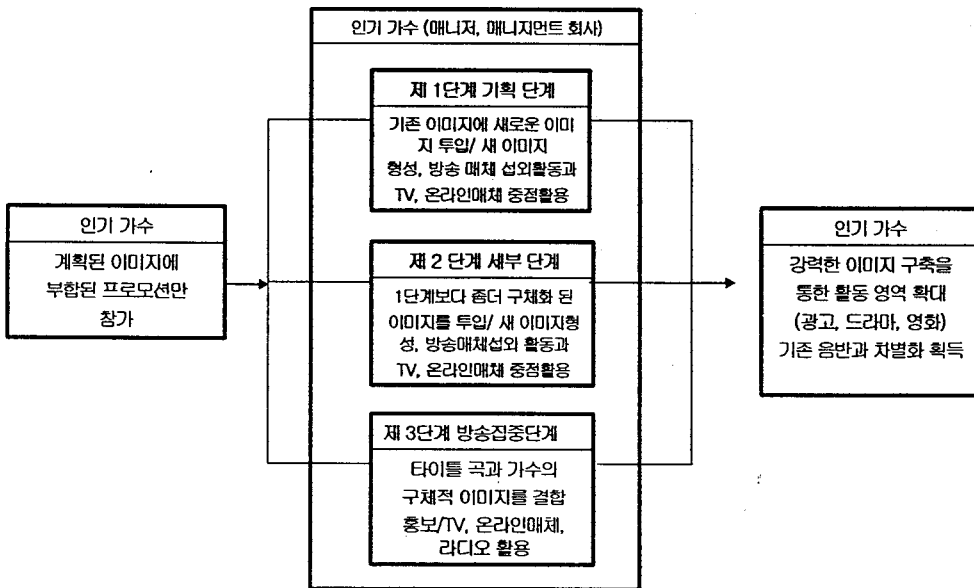 인기 가수 (매니저, 매니지먼트 회사)
제 1단계 기획 단계
기존 이미지에 새로운 이미
지 투입/ 새 이미지
형성, 방송 매체 섭외활동과
TV, 온라인매체 중점활용
인기 가수
계획된 이미지에
부합된 프로모션만
참가
제 2 단계 세부 단계
1단계보다 좀더 구체화 된
이미지를 투입/ 새 이미지형
성, 방송매체섭외 활동과
TV, 온라인매체 중점활용
제 3단계 방송집중단계
타이틀 곡과 가수의
구체적 이미지를 결합
홍보/TV, 온라인매체,
라디오 활용
인기 가수
강력한 이미지 구축을
통한 활동 영역 확대
(광고, 드라마, 영화)
기존 음반과 차별화 획득